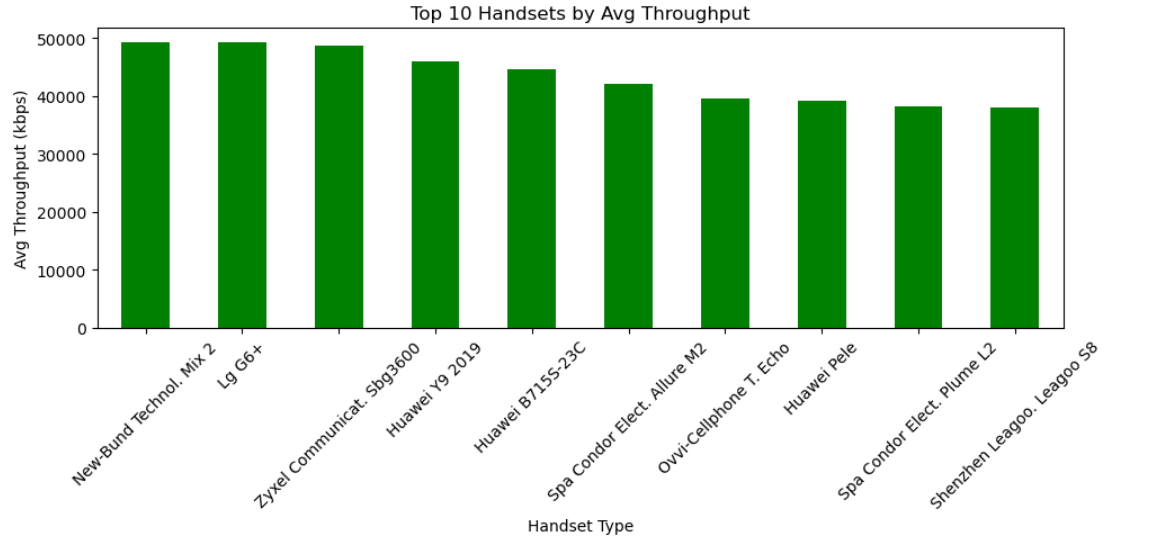 Top 10 Handsets by Avg Throughput
Avg Throughput (kbps)
50000
40000
30000
20000
10000
0
New-Bund Technol. Mix 2
Lg G6+
Zyxel Communicat. Sbg3600
Huawei Y9 2019
Huawei B715S-23C
Spa Condor Elect. Allure M2
Ovvi-Cellphone T. Echo
Huawei Pele
Spa Condor Elect. Plume L2
Shenzhen Leagoo. Leagoo S8
Handset Type